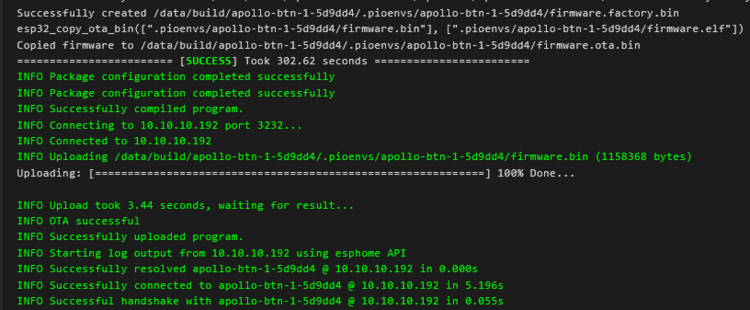 Successfully created /data/build/apollo-btn-1-5d9dd4/.pioenvs/apollo-btn-1-5d9dd4/firmware.factory.bin
esp32_copy_ota_bin([".pioenvs/apollo-btn-1-5d9dd4/firmware.bin"], [".pioenvs/apollo-btn-1-5d9dd4/firmware.elf"])
Copied firmware to /data/build/apollo-btn-1-5d9dd4/.pioenvs/apollo-btn-1-5d9dd4/firmware.ota.bin
======================== [SUCCESS] Took 302.62 seconds ========================
INFO Package configuration completed successfully
INFO Package configuration completed successfully
INFO Successfully compiled program.
INFO Connecting to 10.10.10.192 port 3232...
INFO Connected to 10.10.10.192
INFO Uploading /data/build/apollo-btn-1-5d9dd4/.pioenvs/apollo-btn-1-5d9dd4/firmware.bin (1158368 bytes)
Uploading: [============================================================] 100% Done...
INFO Upload took 3.44 seconds, waiting for result...
INFO OTA successful
INFO Successfully uploaded program.
INFO Starting log output from 10.10.10.192 using esphome API
INFO Successfully resolved apollo-btn-1-5d9dd4 @ 10.10.10.192 in 0.000s
INFO Successfully connected to apollo-btn-1-5d9dd4 @ 10.10.10.192 in 5.196s
INFO Successful handshake with apollo-btn-1-5d9dd4 @ 10.10.10.192 in 0.055s